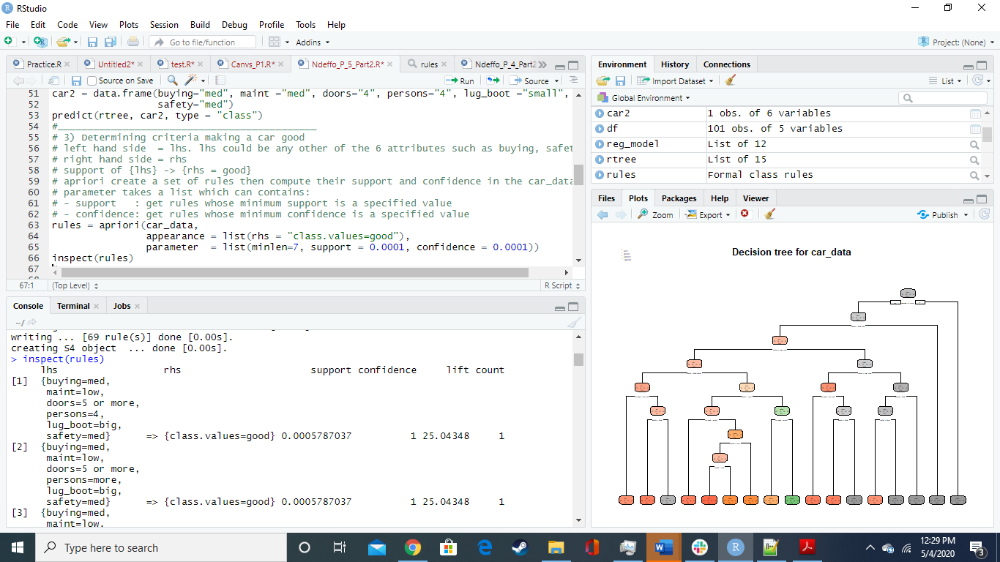 RStudio
File Edit Code View Plots Session Build Debug Profile Tools Help
Go to file/function Addins Project: (None)
Practice.R Untitled2* test.R* Canvs_P1.R* Ndeffo_P_5_Part2.R* rules Ndeffo_P_4_Part2
Source on Save Run Source
51 car2 = data.frame(buying="med", maint ="med", doors="4", persons="4", lug_boot ="small",
52 safety="med")
53 predict(rtree, car2, type = "class")
54 #_______________________________________________
55 # 3) Determining criteria making a car good
56 # left hand side = lhs. lhs could be any other of the 6 attributes such as buying, safet
57 # right hand side = rhs
58 # support of {lhs} -> {rhs = good}
59 # apriori create a set of rules then compute their support and confidence in the car_data
60 # parameter takes a list which can contains:
61 # - support : get rules whose minimum support is a specified value
62 # - confidence: get rules whose minimum confidence is a specified value
63 rules = apriori(car_data,
64 appearance = list(rhs = "class.values=good"),
65 parameter = list(minlen=7, support = 0.0001, confidence = 0.0001))
66 inspect(rules)
67
68
67:1 (Top Level) R Script
Console Terminal Jobs
~/
writing ... [69 rule(s)] done [0.00s].
creating S4 object ... done [0.00s].
> inspect(rules)
lhs rhs support confidence lift count
[1] {buying=med,
maint=low,
doors=5 or more,
persons=4,
lug_boot=big,
safety=med} => {class.values=good} 0.0005787037 1 25.04348 1
[2] {buying=med,
maint=low,
doors=5 or more,
persons=more,
lug_boot=big,
safety=med} => {class.values=good} 0.0005787037 1 25.04348 1
[3] {buying=med,
maint=low,
Environment History Connections
Import Dataset List
Global Environment
car2 1 obs. of 6 variables
df 101 obs. of 5 variables
reg_model List of 12
rtree List of 15
rules Formal class rules
Files Plots Packages Help Viewer
Zoom Export Publish
Decision tree for car_data
Type here to search
12:29 PM
5/4/2020
3